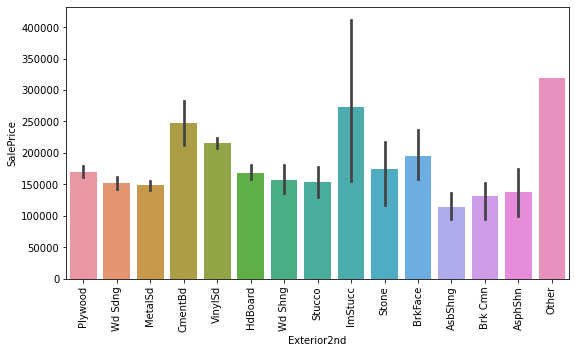 400000
350000
300000
250000
200000
150000
100000
50000
0
SalePrice
Plywood
Wd Sdng
MetalSd
CmentBd
VinylSd
HdBoard
Wd Shng
Stucco
ImStucc
Stone
BrkFace
AsbShng
Brk Cmn
AsphShn
Other
Exterior2nd